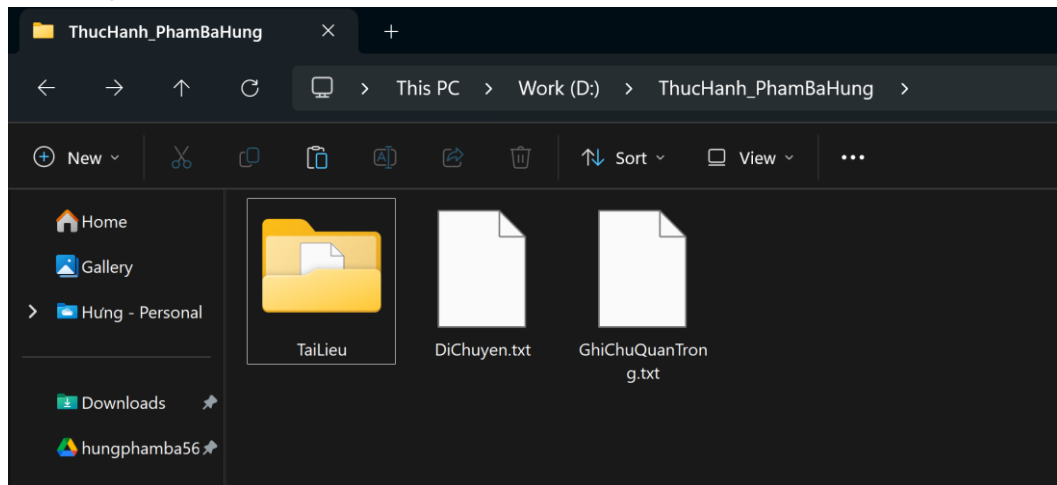 ThucHanh_PhamBaHung
This PC > Work (D:) > ThucHanh_PhamBaHung >
New
Sort
View
Home
Gallery
Hưng - Personal
Downloads
hungphamba56
TaiLieu
DiChuyen.txt
GhiChuQuanTron
g.txt